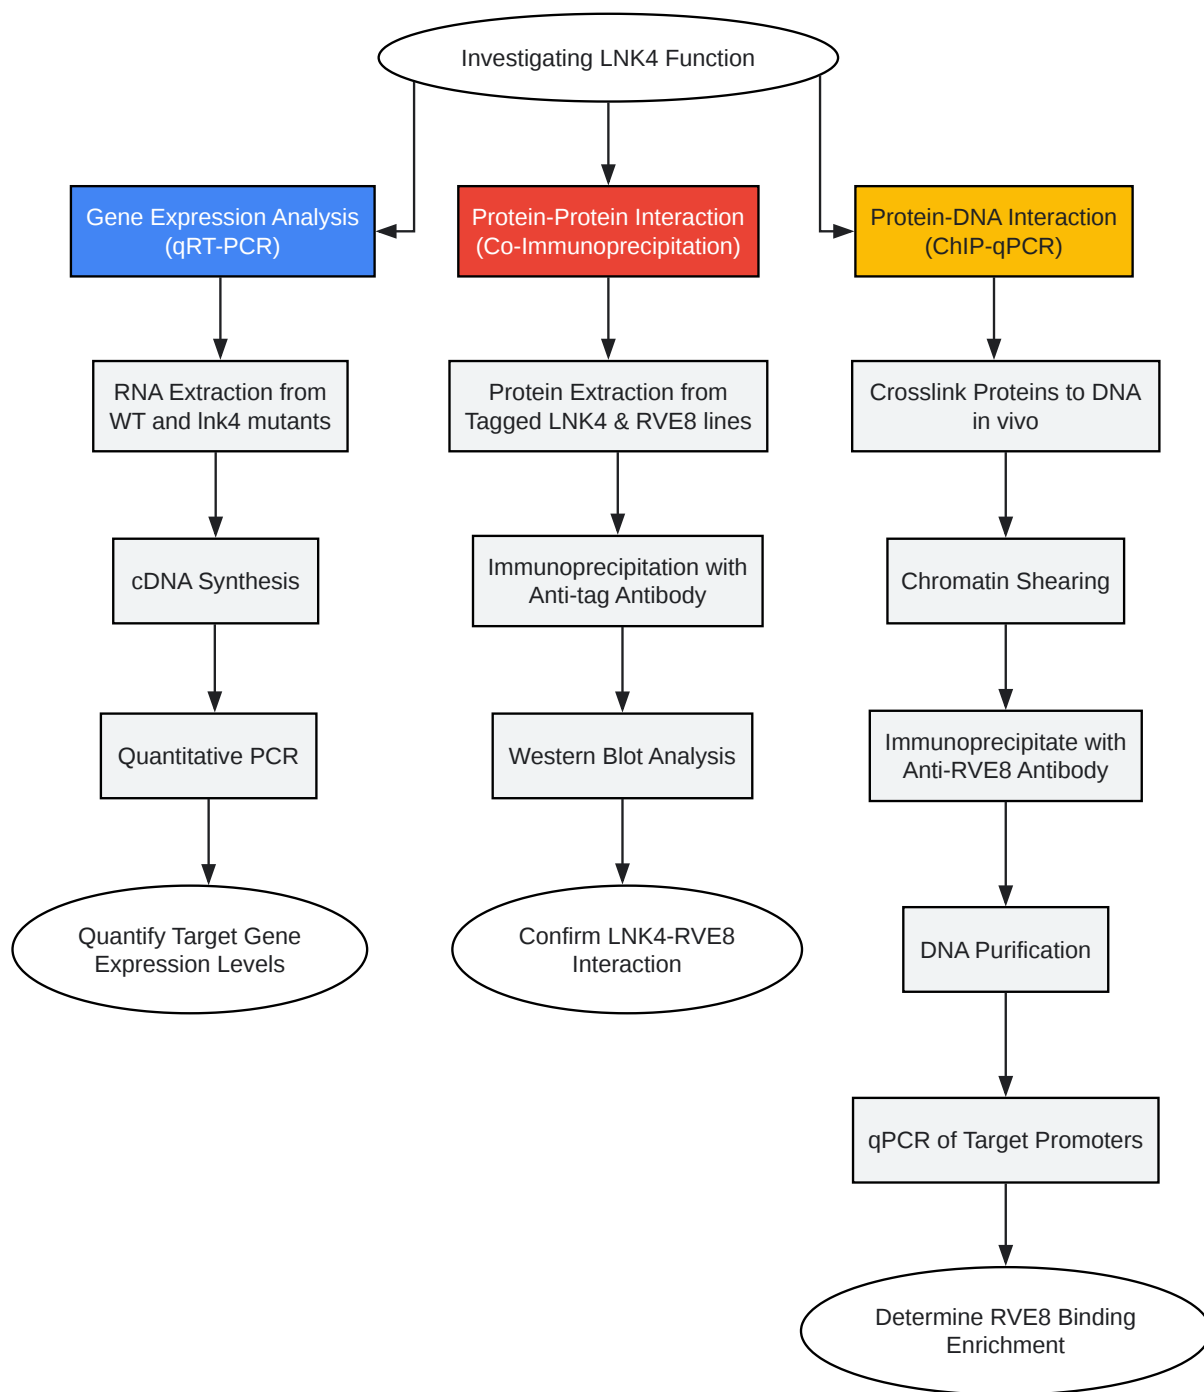 Investigating LNK4 Function
Gene Expression Analysis
(qRT-PCR)
Protein-Protein Interaction
(Co-Immunoprecipitation)
Protein-DNA Interaction
(ChIP-qPCR)
RNA Extraction from
WT and lnk4 mutants
Protein Extraction from
Tagged LNK4 & RVE8 lines
Crosslink Proteins to DNA
in vivo
cDNA Synthesis
Immunoprecipitation with
Anti-tag Antibody
Chromatin Shearing
Quantitative PCR
Western Blot Analysis
Immunoprecipitate with
Anti-RVE8 Antibody
Quantify Target Gene
Expression Levels
Confirm LNK4-RVE8
Interaction
DNA Purification
qPCR of Target Promoters
Determine RVE8 Binding
Enrichment